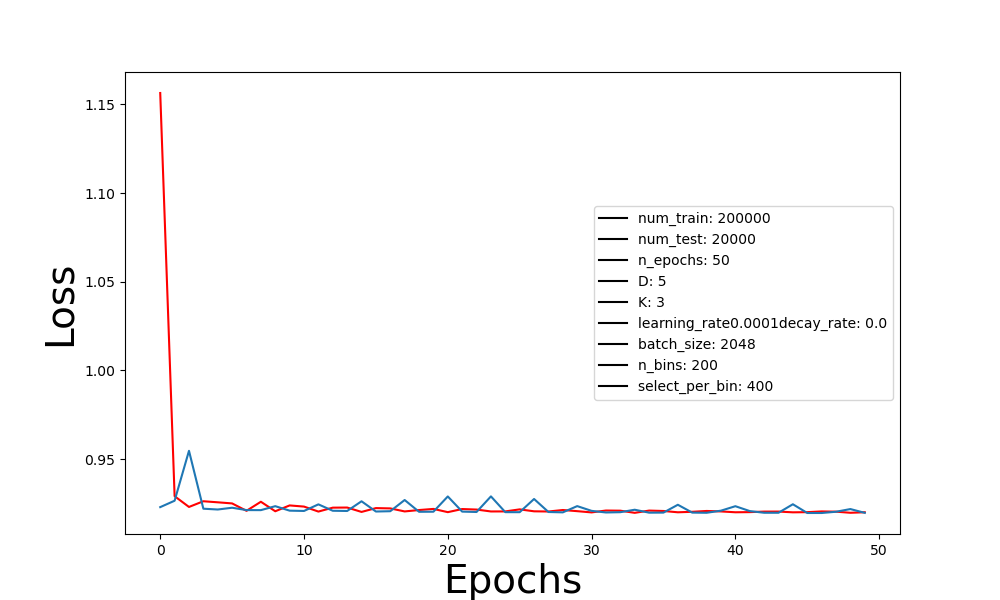 1.15
1.10
1.05
1.00
0.95
Loss
num_train: 200000
num_test: 20000
n_epochs: 50
D: 5
K: 3
learning_rate0.0001decay_rate: 0.0
batch_size: 2048
n_bins: 200
select_per_bin: 400
0 10 20 30 40 50
Epochs